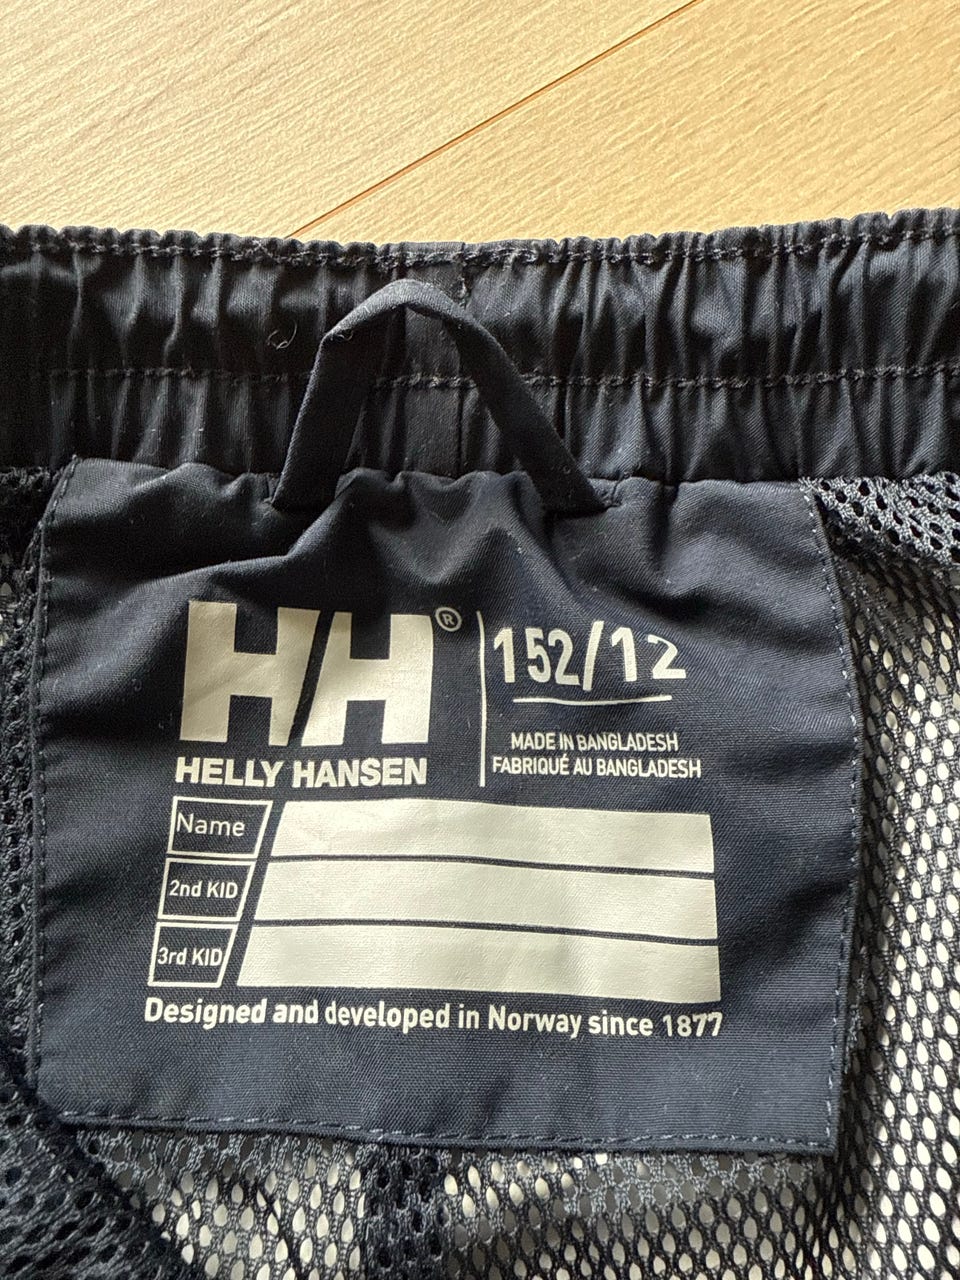 HH®
HELLY HANSEN
152/12
MADE IN BANGLADESH
FABRIQUÉ AU BANGLADESH
Name
2nd KID
3rd KID
Designed and developed in Norway since 1877